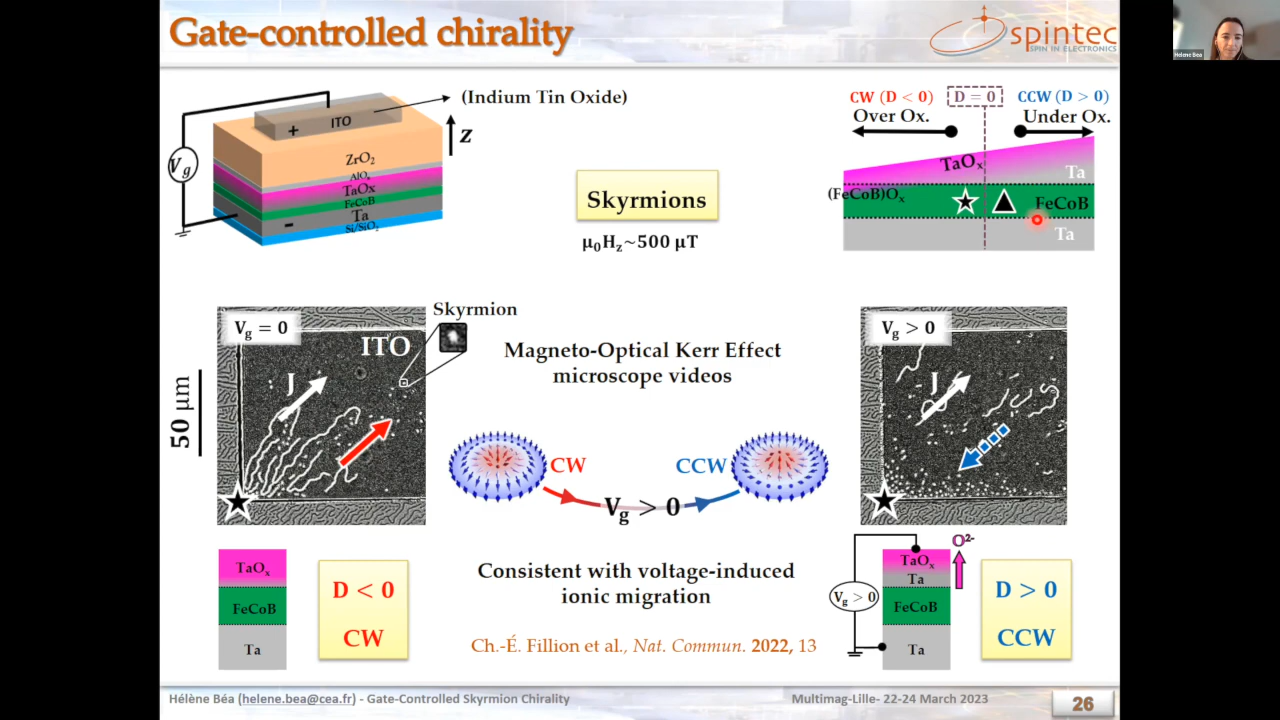 Gate-controlled chirality
spintec
SPIN IN ELECTRONICS
Helene Bea
(Indium Tin Oxide)
ITO
+
Z
Vg
ZrO₂
AlOₓ
TaOx
FeCoB
Ta
–
Si/SiO₂
Skyrmions
μ₀Hz~500 μT
CW (D < 0)
D = 0
CCW (D > 0)
Over Ox.
Under Ox.
TaOₓ
Ta
(FeCoB)Oₓ
FeCoB
Ta
Vg = 0
ITO
J
Skyrmion
50 μm
Magneto-Optical Kerr Effect
microscope videos
Vg > 0
J
CW
CCW
Vg > 0
TaOₓ
FeCoB
Ta
D < 0
CW
Consistent with voltage-induced
ionic migration
Ch.-É. Fillion et al., Nat. Commun. 2022, 13
O²⁻
Vg > 0
TaOₓ
Ta
FeCoB
Ta
D > 0
CCW
Hélène Béa (helene.bea@cea.fr) - Gate-Controlled Skyrmion Chirality
Multimag-Lille- 22-24 March 2023
26